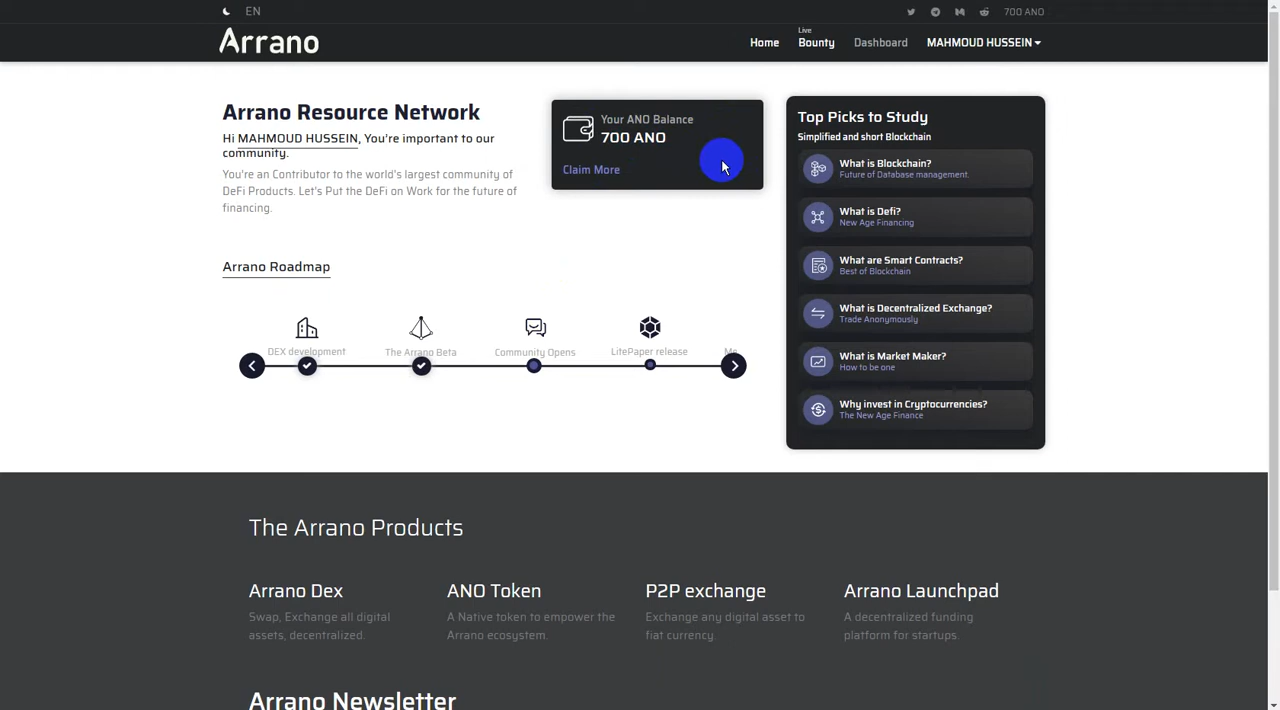 EN
700 ANO
Arrano
Home
Live
Bounty
Dashboard
MAHMOUD HUSSEIN
Arrano Resource Network
Hi MAHMOUD HUSSEIN, You're important to our
community.
You're an Contributor to the world's largest community of
DeFi Products. Let's Put the DeFi on Work for the future of
financing.
Your ANO Balance
700 ANO
Claim More
Arrano Roadmap
DEX development
The Arrano Beta
Community Opens
LitePaper release
Top Picks to Study
Simplified and short Blockchain
What is Blockchain?
Future of Database management.
What is Defi?
New Age Financing
What are Smart Contracts?
Best of Blockchain
What is Decentralized Exchange?
Trade Anonymously
What is Market Maker?
How to be one
Why invest in Cryptocurrencies?
The New Age Finance
The Arrano Products
Arrano Dex
Swap, Exchange all digital
assets, decentralized.
ANO Token
A Native token to empower the
Arrano ecosystem.
P2P exchange
Exchange any digital asset to
fiat currency.
Arrano Launchpad
A decentralized funding
platform for startups.
Arrano Newsletter